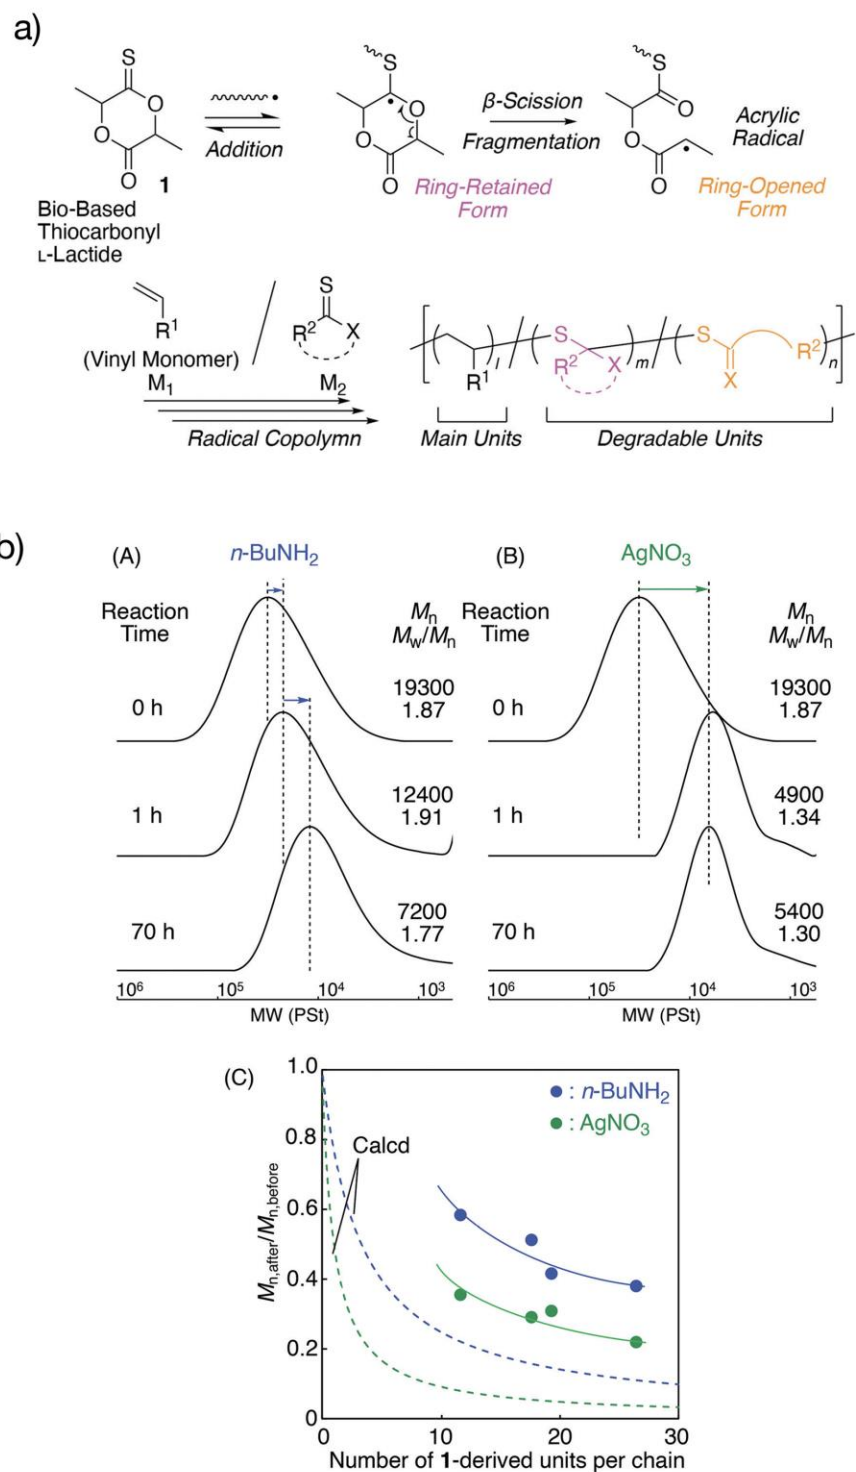 a)
S
O
O
O
1
Bio-Based
Thiocarbonyl
L-Lactide
Addition
S
O
O
O
Ring-Retained
Form
β-Scission
Fragmentation
S
O
O
O
Acrylic
Radical
Ring-Opened
Form
R1
(Vinyl Monomer)
M1
S
R2
X
M2
Radical Copolymn
R1
l
S
R2
X
m
S
X
R2
n
Main Units
Degradable Units
b)
(A)
n-BuNH2
Reaction
Time
Mn
Mw/Mn
0 h
19300
1.87
1 h
12400
1.91
70 h
7200
1.77
10^6
10^5
10^4
10^3
MW (PSt)
(B)
AgNO3
Reaction
Time
Mn
Mw/Mn
0 h
19300
1.87
1 h
4900
1.34
70 h
5400
1.30
10^6
10^5
10^4
10^3
MW (PSt)
(C)
Mn,after/Mn,before
1.0
0.8
0.6
0.4
0.2
0
: n-BuNH2
: AgNO3
Calcd
0
10
20
30
Number of 1-derived units per chain